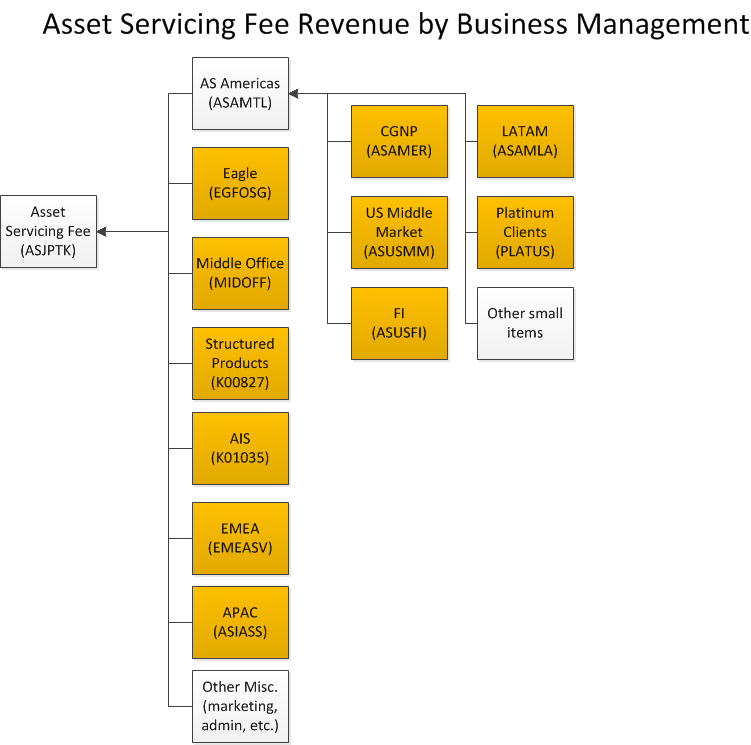 Asset Servicing Fee Revenue by Business Management
AS Americas
(ASAMTL)
CGNP
(ASAMER)
LATAM
(ASAMLA)
Eagle
(EGFOSG)
Asset
Servicing Fee
(ASJPTK)
US Middle
Market
(ASUSMM)
Platinum
Clients
(PLATUS)
Middle Office
(MIDOFF)
FI
(ASUSFI)
Other small
items
Structured
Products
(K00827)
AIS
(K01035)
EMEA
(EMEASV)
APAC
(ASIASS)
Other Misc.
(marketing,
admin, etc.)